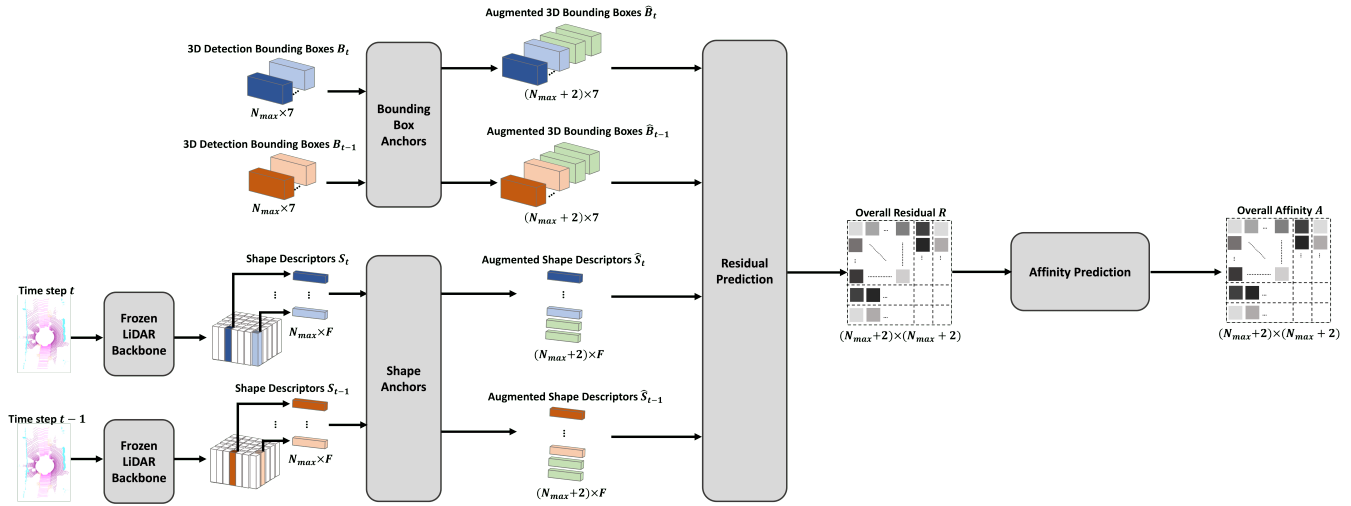 Augmented 3D Bounding Boxes B̂_t
3D Detection Bounding Boxes B_t
N_max×7
(N_max + 2)×7
Bounding
Box
Anchors
3D Detection Bounding Boxes B_{t-1}
N_max×7
Augmented 3D Bounding Boxes B̂_{t-1}
(N_max + 2)×7
Shape Descriptors S_t
N_max×F
Time step t
Frozen
LiDAR
Backbone
Shape Descriptors S_{t-1}
N_max×F
Time step t − 1
Frozen
LiDAR
Backbone
Shape
Anchors
Augmented Shape Descriptors Ŝ_t
(N_max+2)×F
Augmented Shape Descriptors Ŝ_{t-1}
(N_max+2)×F
Residual
Prediction
Overall Residual R
(N_max+2)×(N_max + 2)
Affinity Prediction
Overall Affinity A
(N_max+2)×(N_max + 2)